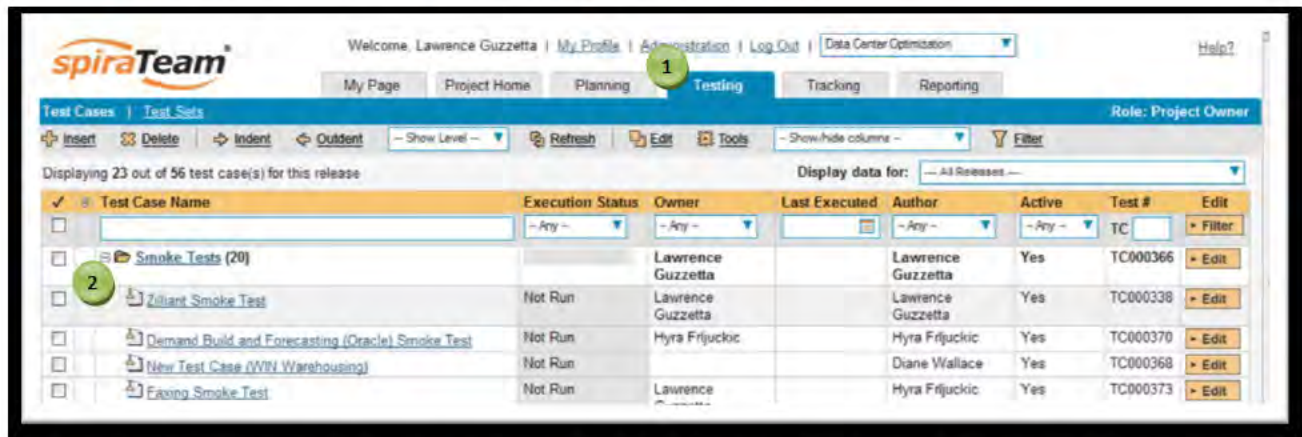 spiraTeam
Welcome, Lawrence Guzzetta | My Profile | Administration | Log Out | Data Center Optimization
Help?
1
My Page Project Home Planning Testing Tracking Reporting
Test Cases | Test Sets Role: Project Owner
Insert Delete Indent Outdent -- Show Level -- Refresh Edit Tools -- Show/hide columns -- Filter
Displaying 23 out of 56 test case(s) for this release Display data for: --- All Releases ---
Test Case Name Execution Status Owner Last Executed Author Active Test # Edit
-- Any -- -- Any -- -- Any -- -- Any -- TC Filter
Smoke Tests (20) Lawrence Guzzetta Lawrence Guzzetta Yes TC000366 Edit
2
Zilliant Smoke Test Not Run Lawrence Guzzetta Lawrence Guzzetta Yes TC000338 Edit
Demand Build and Forecasting (Oracle) Smoke Test Not Run Hyra Frljuckic Hyra Frljuckic Yes TC000370 Edit
New Test Case (WIN Warehousing) Not Run Diane Wallace Yes TC000368 Edit
Faxing Smoke Test Not Run Lawrence Hyra Frljuckic Yes TC000373 Edit